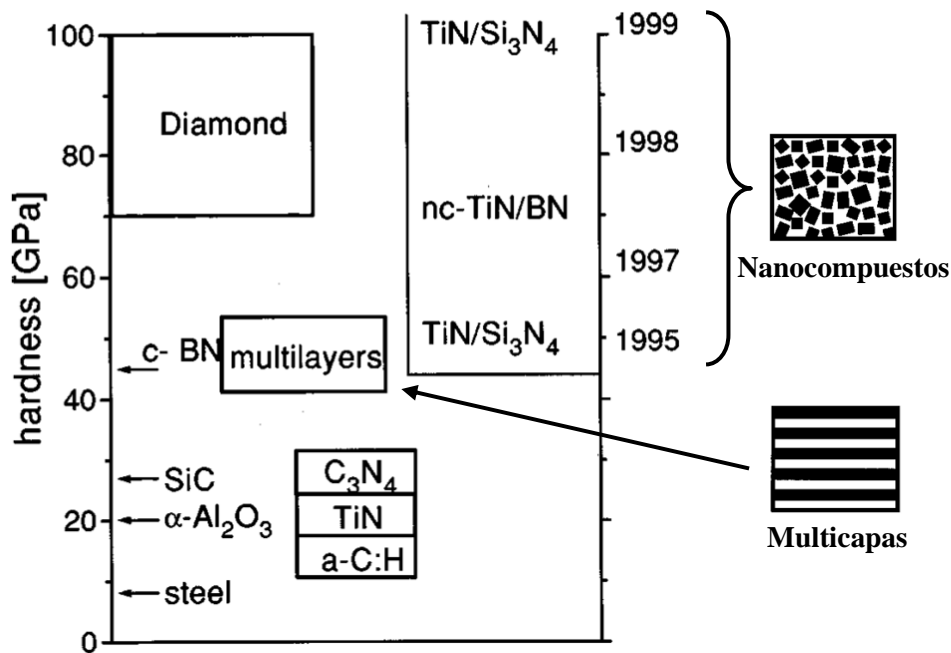 hardness [GPa]
100
80
60
40
20
0
Diamond
c- BN
multilayers
SiC
α-Al₂O₃
steel
C₃N₄
TiN
a-C:H
TiN/Si₃N₄
nc-TiN/BN
TiN/Si₃N₄
1999
1998
1997
1995
Nanocompuestos
Multicapas